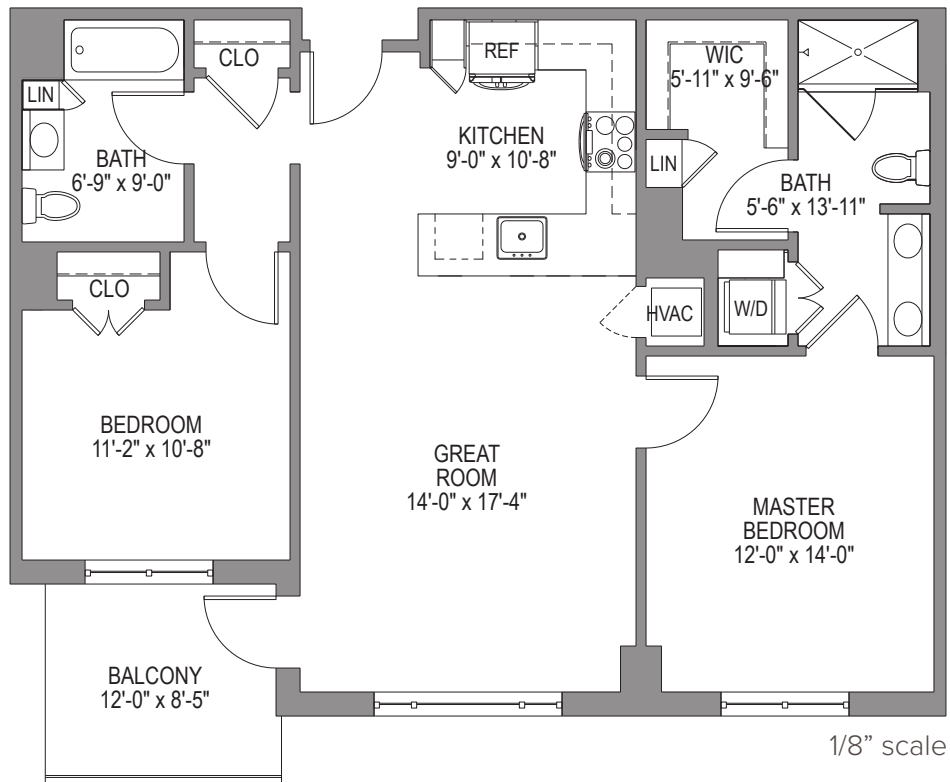 CLO
REF
WIC
5'-11" x 9'-6"
LIN
BATH
6'-9" x 9'-0"
KITCHEN
9'-0" x 10'-8"
LIN
BATH
5'-6" x 13'-11"
CLO
HVAC
W/D
BEDROOM
11'-2" x 10'-8"
GREAT
ROOM
14'-0" x 17'-4"
MASTER
BEDROOM
12'-0" x 14'-0"
BALCONY
12'-0" x 8'-5"
1/8” scale